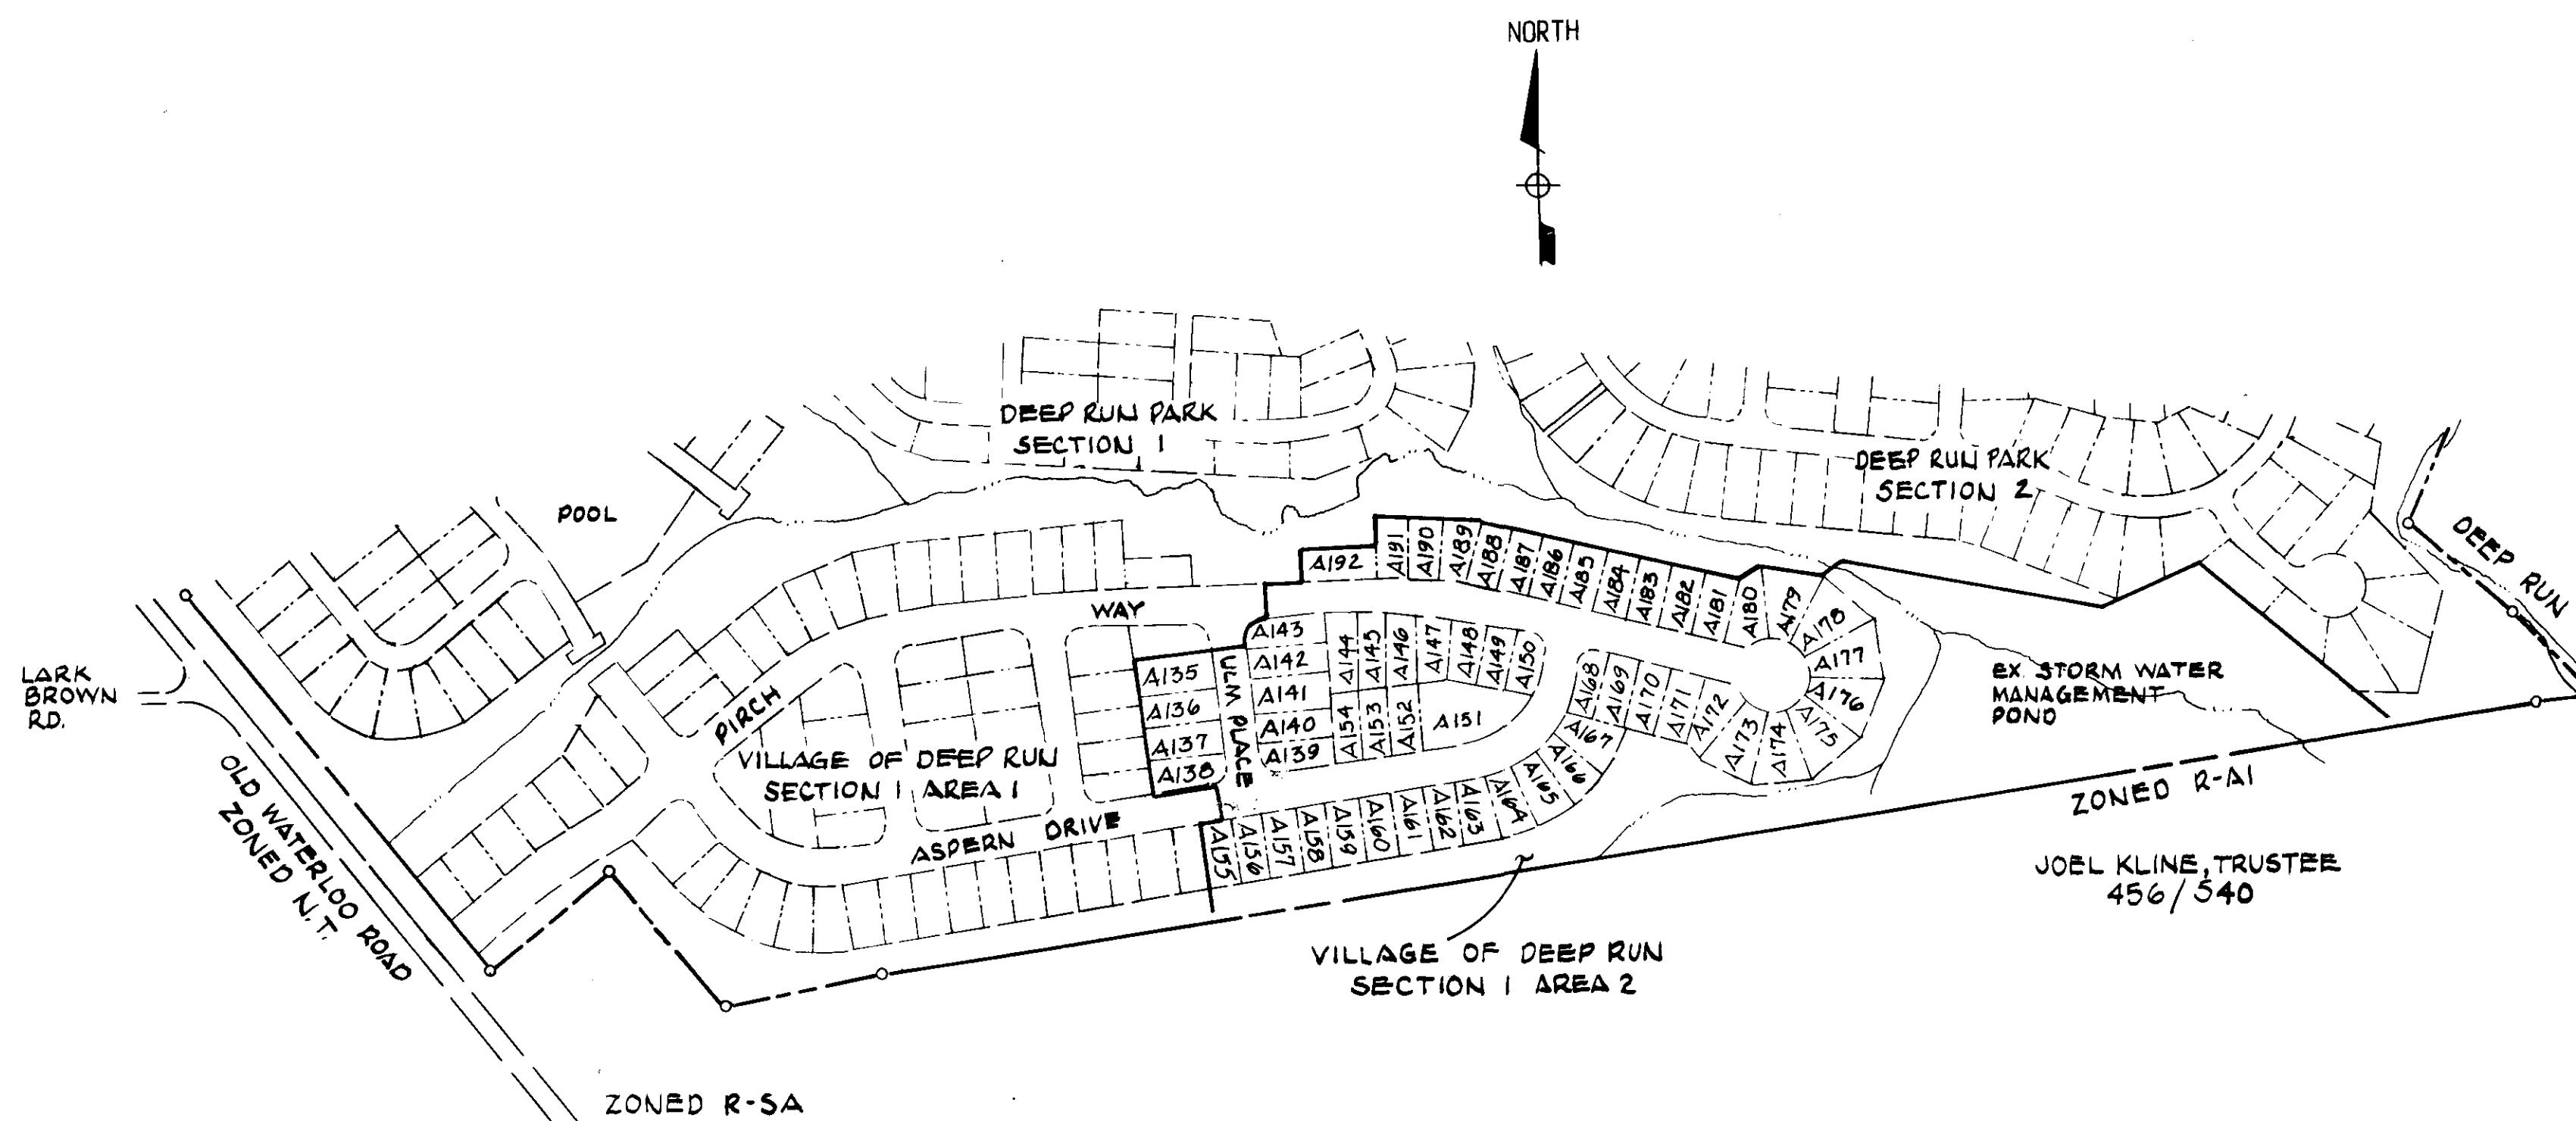 NORTH
DEEP RUN PARK
SECTION 1
DEEP RUN PARK
SECTION 2
POOL
DEEP RUN
LARK
BROWN
RD.
OLD WATERLOO ROAD
ZONED N.T.
PIRCH
WAY
ULM PLACE
ASPERN DRIVE
VILLAGE OF DEEP RUN
SECTION 1 AREA 1
A135
A136
A137
A138
A139
A140
A141
A142
A143
A144
A145
A146
A147
A148
A149
A150
A151
A152
A153
A154
A155
A156
A157
A158
A159
A160
A161
A162
A163
A164
A165
A166
A167
A168
A169
A170
A171
A172
A173
A174
A175
A176
A177
A178
A179
A180
A181
A182
A183
A184
A185
A186
A187
A188
A189
A190
A191
A192
EX. STORM WATER
MANAGEMENT
POND
ZONED R-A1
JOEL KLINE, TRUSTEE
456/540
VILLAGE OF DEEP RUN
SECTION 1 AREA 2
ZONED R-SA